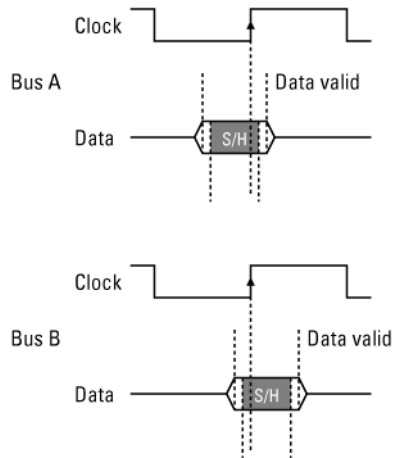 Clock
Bus A
Data valid
Data
S/H
Clock
Bus B
Data valid
Data
S/H